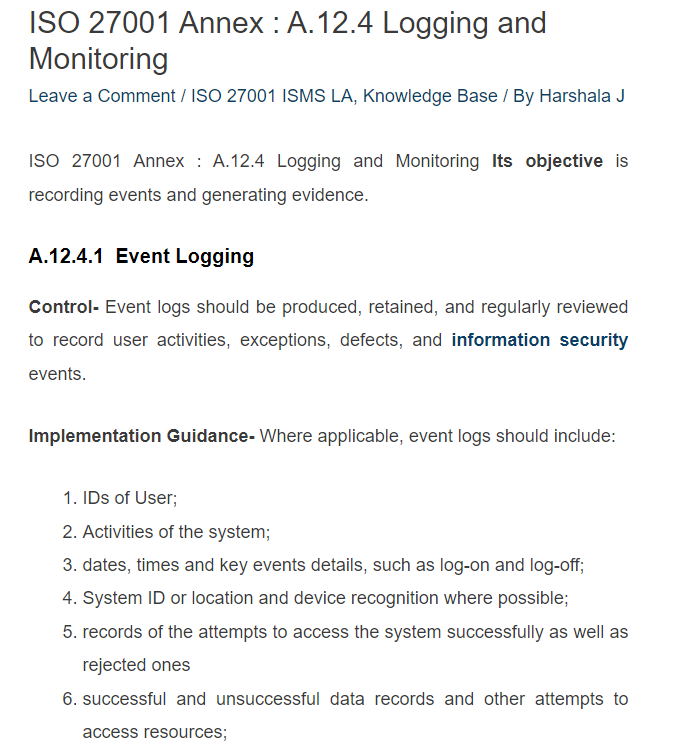 ISO 27001 Annex : A.12.4 Logging and
Monitoring
Leave a Comment / ISO 27001 ISMS LA, Knowledge Base / By Harshala J
ISO 27001 Annex : A.12.4 Logging and Monitoring Its objective is
recording events and generating evidence.
A.12.4.1 Event Logging
Control- Event logs should be produced, retained, and regularly reviewed
to record user activities, exceptions, defects, and information security
events.
Implementation Guidance- Where applicable, event logs should include:
1. IDs of User;
2. Activities of the system;
3. dates, times and key events details, such as log-on and log-off;
4. System ID or location and device recognition where possible;
5. records of the attempts to access the system successfully as well as
rejected ones
6. successful and unsuccessful data records and other attempts to
access resources;